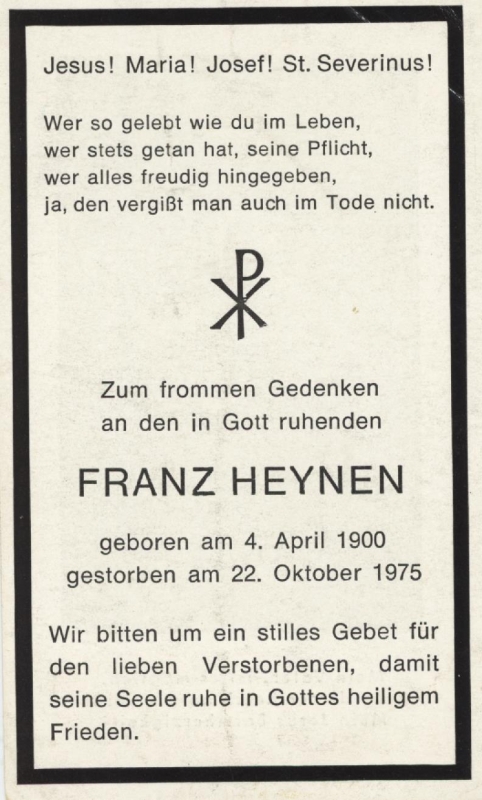 Jesus! Maria! Josef! St. Severinus!
Wer so gelebt wie du im Leben,
wer stets getan hat, seine Pflicht,
wer alles freudig hingegeben,
ja, den vergißt man auch im Tode nicht.
Zum frommen Gedenken
an den in Gott ruhenden
FRANZ HEYNEN
geboren am 4. April 1900
gestorben am 22. Oktober 1975
Wir bitten um ein stilles Gebet für
den lieben Verstorbenen, damit
seine Seele ruhe in Gottes heiligem
Frieden.